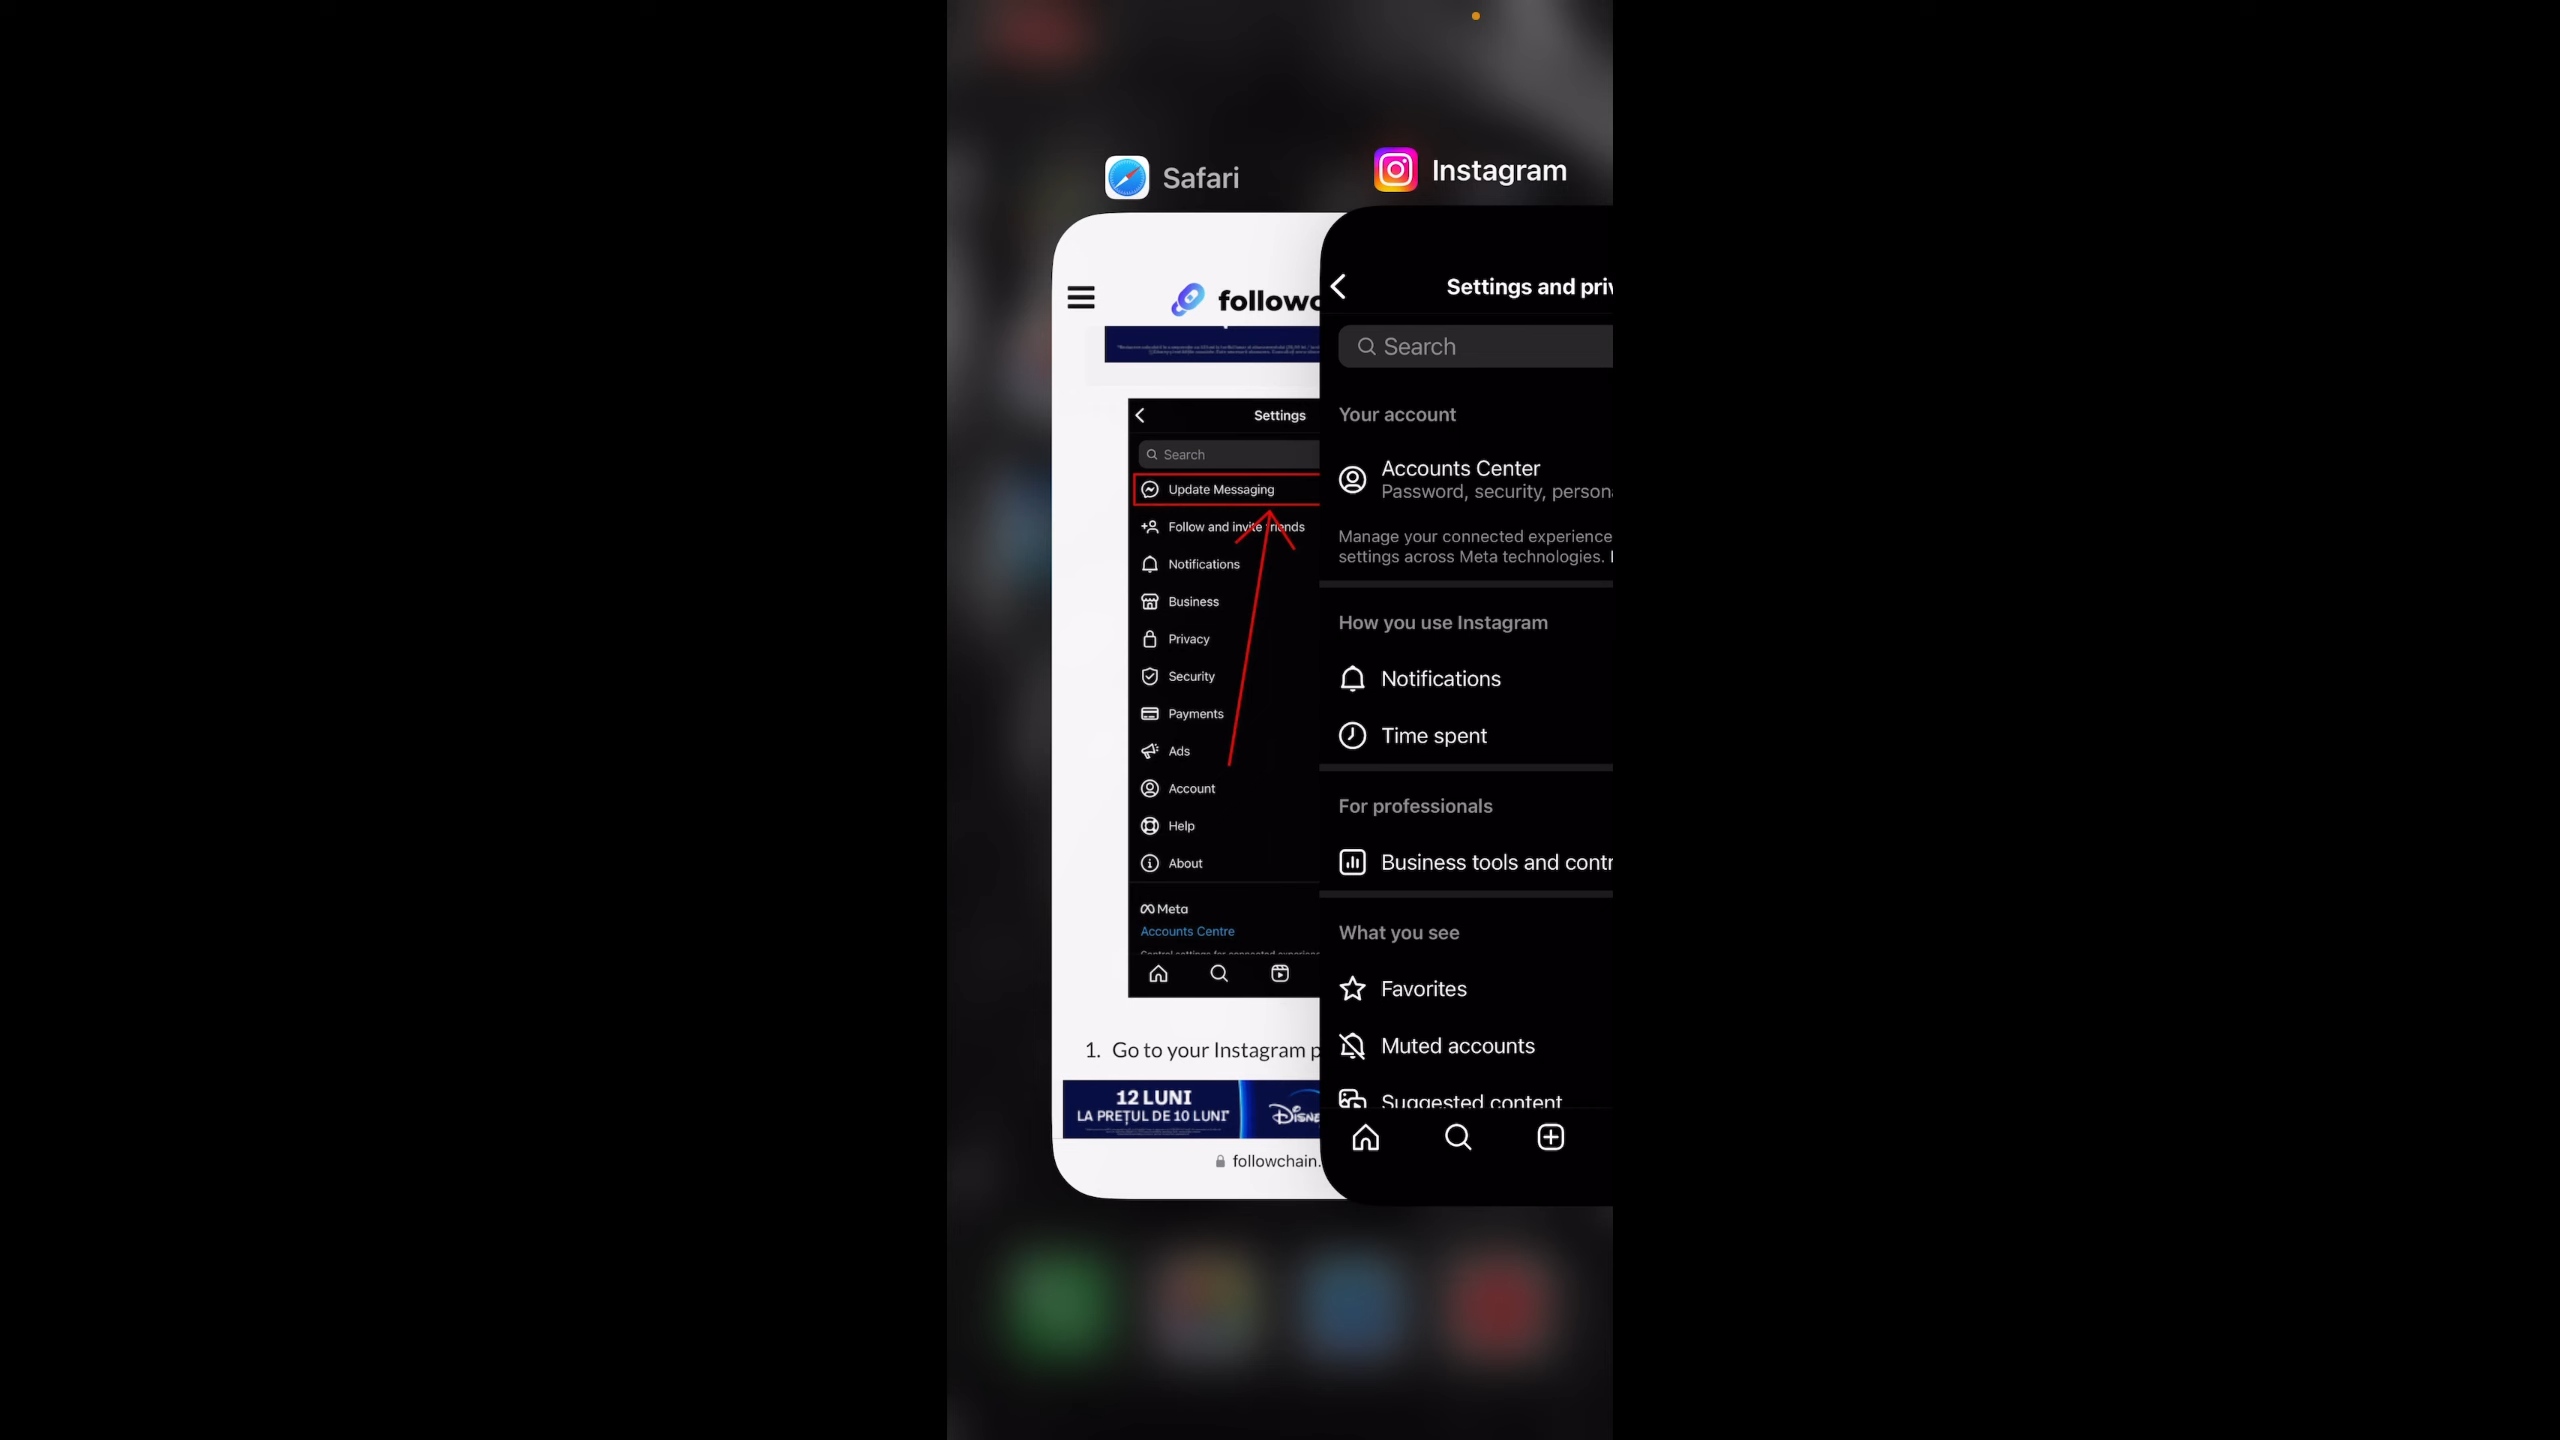 Safari
followc
Settings
Search
Update Messaging
Follow and invite friends
Notifications
Business
Privacy
Security
Payments
Ads
Account
Help
About
Meta
Accounts Centre
1. Go to your Instagram p
12 LUNI
LA PREȚUL DE 10 LUNI*
DISNE
followchain.
Instagram
Settings and priv
Search
Your account
Accounts Center
Password, security, persona
Manage your connected experience
settings across Meta technologies.
How you use Instagram
Notifications
Time spent
For professionals
Business tools and contr
What you see
Favorites
Muted accounts
Suggested content